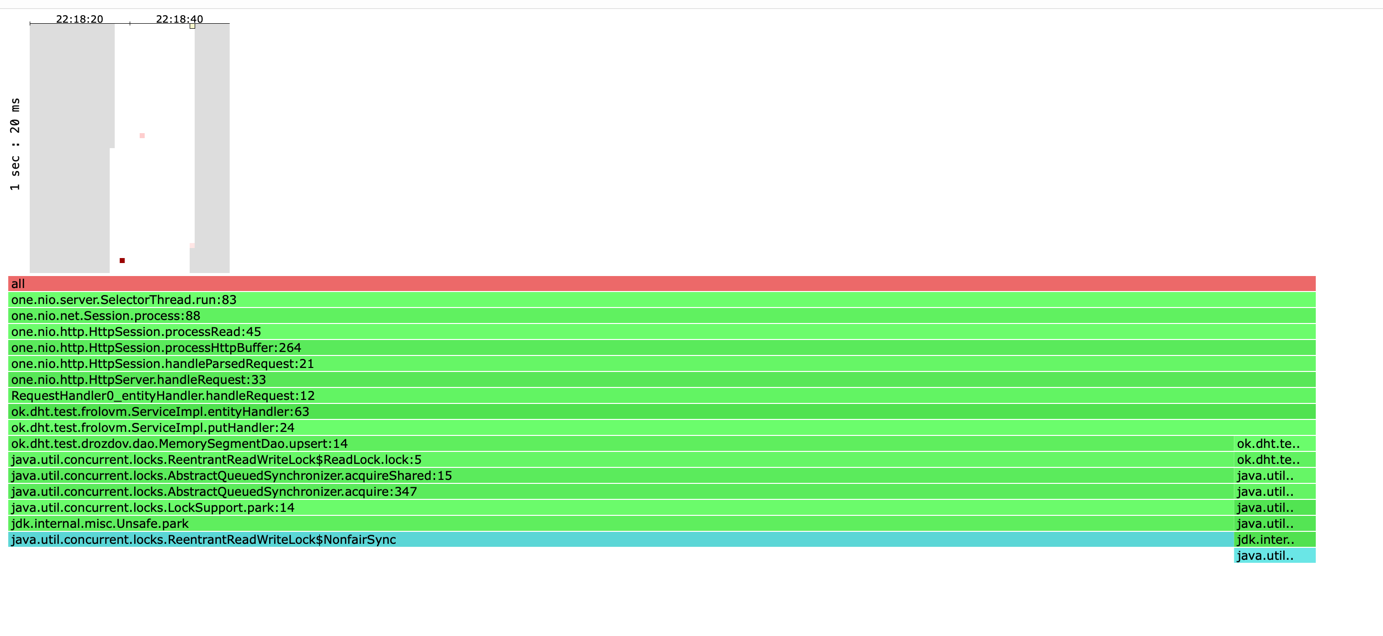 22:18:20 22:18:40
1 sec : 20 ms
all
one.nio.server.SelectorThread.run:83
one.nio.net.Session.process:88
one.nio.http.HttpSession.processRead:45
one.nio.http.HttpSession.processHttpBuffer:264
one.nio.http.HttpSession.handleParsedRequest:21
one.nio.http.HttpServer.handleRequest:33
RequestHandler0_entityHandler.handleRequest:12
ok.dht.test.frolovm.ServiceImpl.entityHandler:63
ok.dht.test.frolovm.ServiceImpl.putHandler:24
ok.dht.test.drozdov.dao.MemorySegmentDao.upsert:14 ok.dht.te..
java.util.concurrent.locks.ReentrantReadWriteLock$ReadLock.lock:5 ok.dht.te..
java.util.concurrent.locks.AbstractQueuedSynchronizer.acquireShared:15 java.util..
java.util.concurrent.locks.AbstractQueuedSynchronizer.acquire:347 java.util..
java.util.concurrent.locks.LockSupport.park:14 java.util..
jdk.internal.misc.Unsafe.park java.util..
java.util.concurrent.locks.ReentrantReadWriteLock$NonfairSync jdk.inter..
java.util..